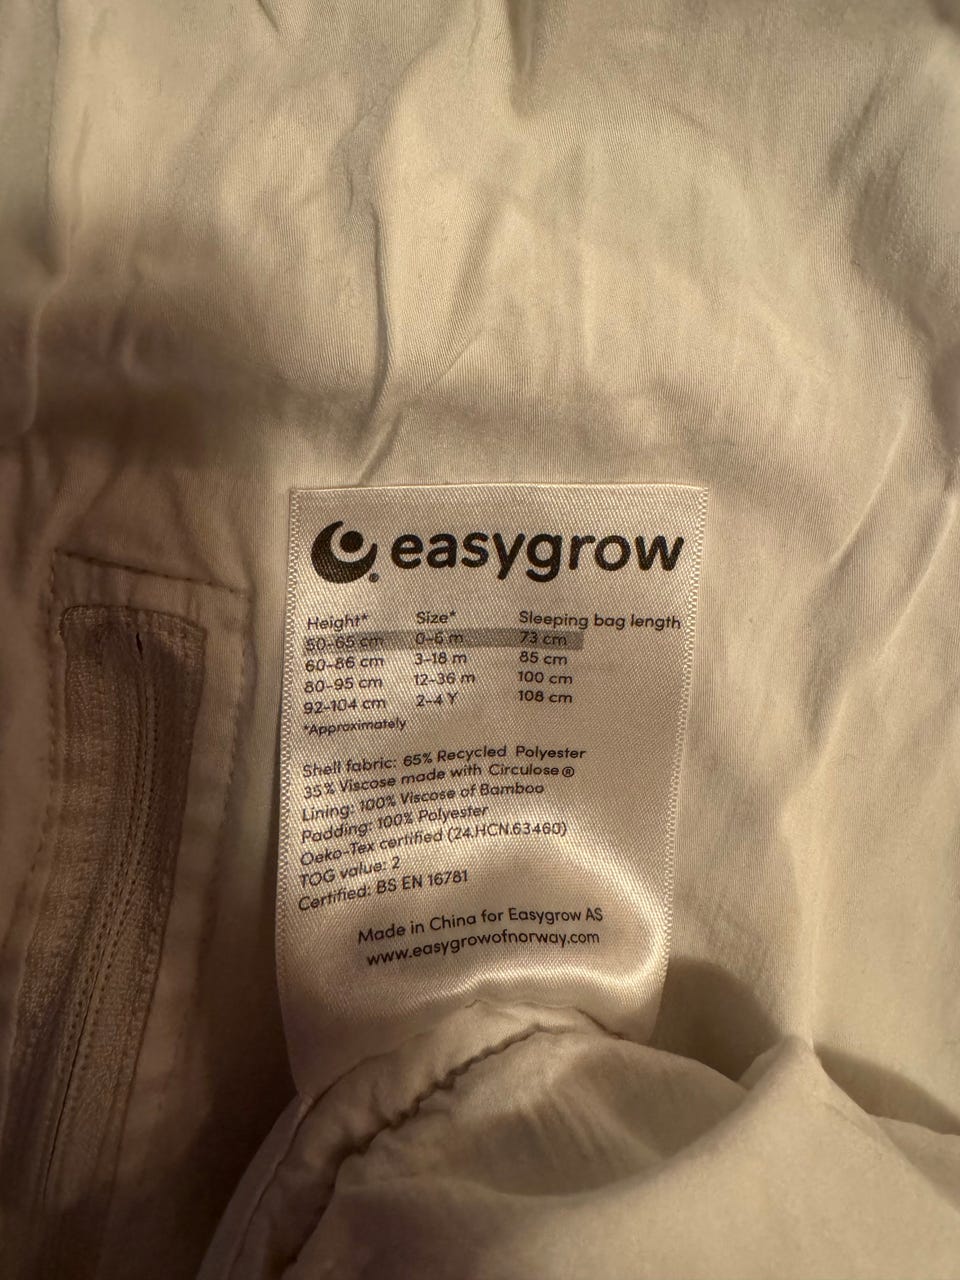 easygrow®
Height* Size* Sleeping bag length
50-65 cm 0-6 m 73 cm
60-86 cm 3-18 m 85 cm
80-95 cm 12-36 m 100 cm
92-104 cm 2-4 Y 108 cm
*Approximately
Shell fabric: 65% Recycled Polyester
35% Viscose made with Circulose®
Lining: 100% Viscose of Bamboo
Padding: 100% Polyester
Oeko-Tex certified (24.HCN.63460)
TOG value: 2
Certified: BS EN 16781
Made in China for Easygrow AS
www.easygrowofnorway.com